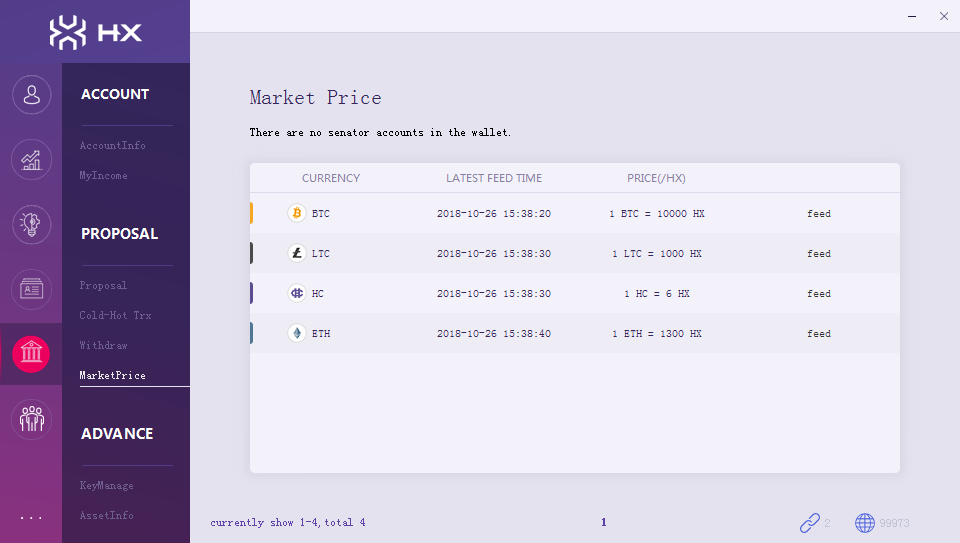 HX
ACCOUNT
AccountInfo
MyIncome
PROPOSAL
Proposal
Cold-Hot Trx
Withdraw
MarketPrice
ADVANCE
KeyManage
AssetInfo
...
Market Price
There are no senator accounts in the wallet.
CURRENCY LATEST FEED TIME PRICE(/HX)
BTC 2018-10-26 15:38:20 1 BTC = 10000 HX feed
LTC 2018-10-26 15:38:30 1 LTC = 1000 HX feed
HC 2018-10-26 15:38:30 1 HC = 6 HX feed
ETH 2018-10-26 15:38:40 1 ETH = 1300 HX feed
currently show 1-4,total 4 1 2 99973